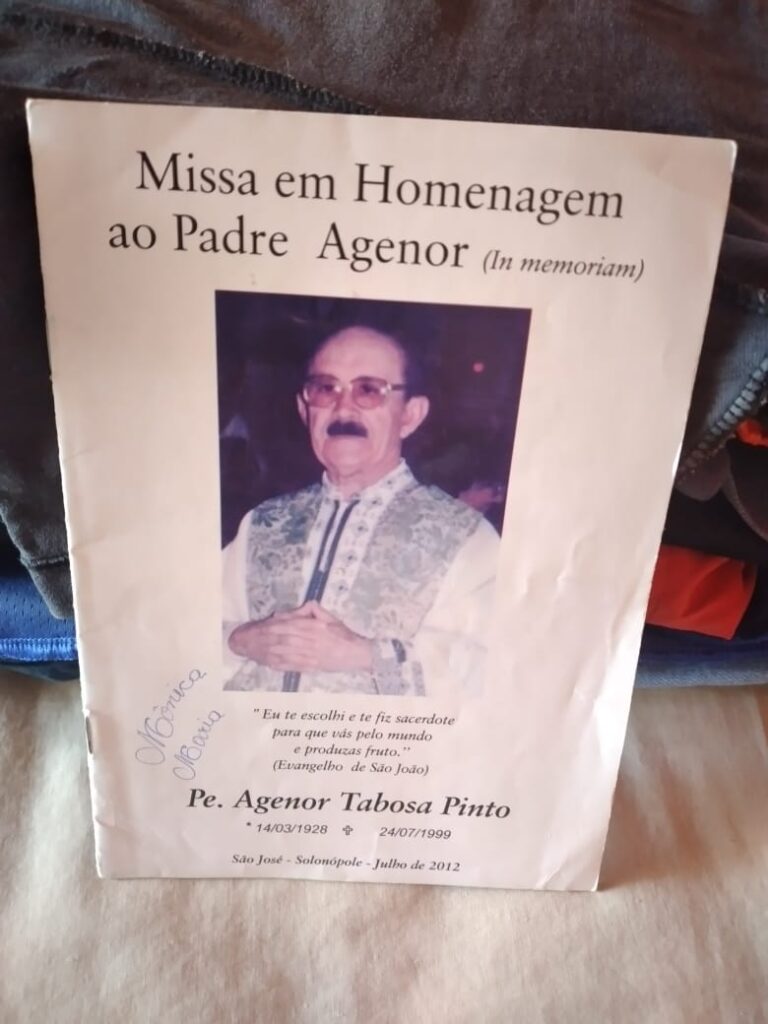 Missa em Homenagem
ao Padre Agenor (In memoriam)
Mônica
Maria
"Eu te escolhi e te fiz sacerdote
para que vás pelo mundo
e produzas fruto."
(Evangelho de São João)
Pe. Agenor Tabosa Pinto
* 14/03/1928 ✞ 24/07/1999
São José - Solonópole - Julho de 2012